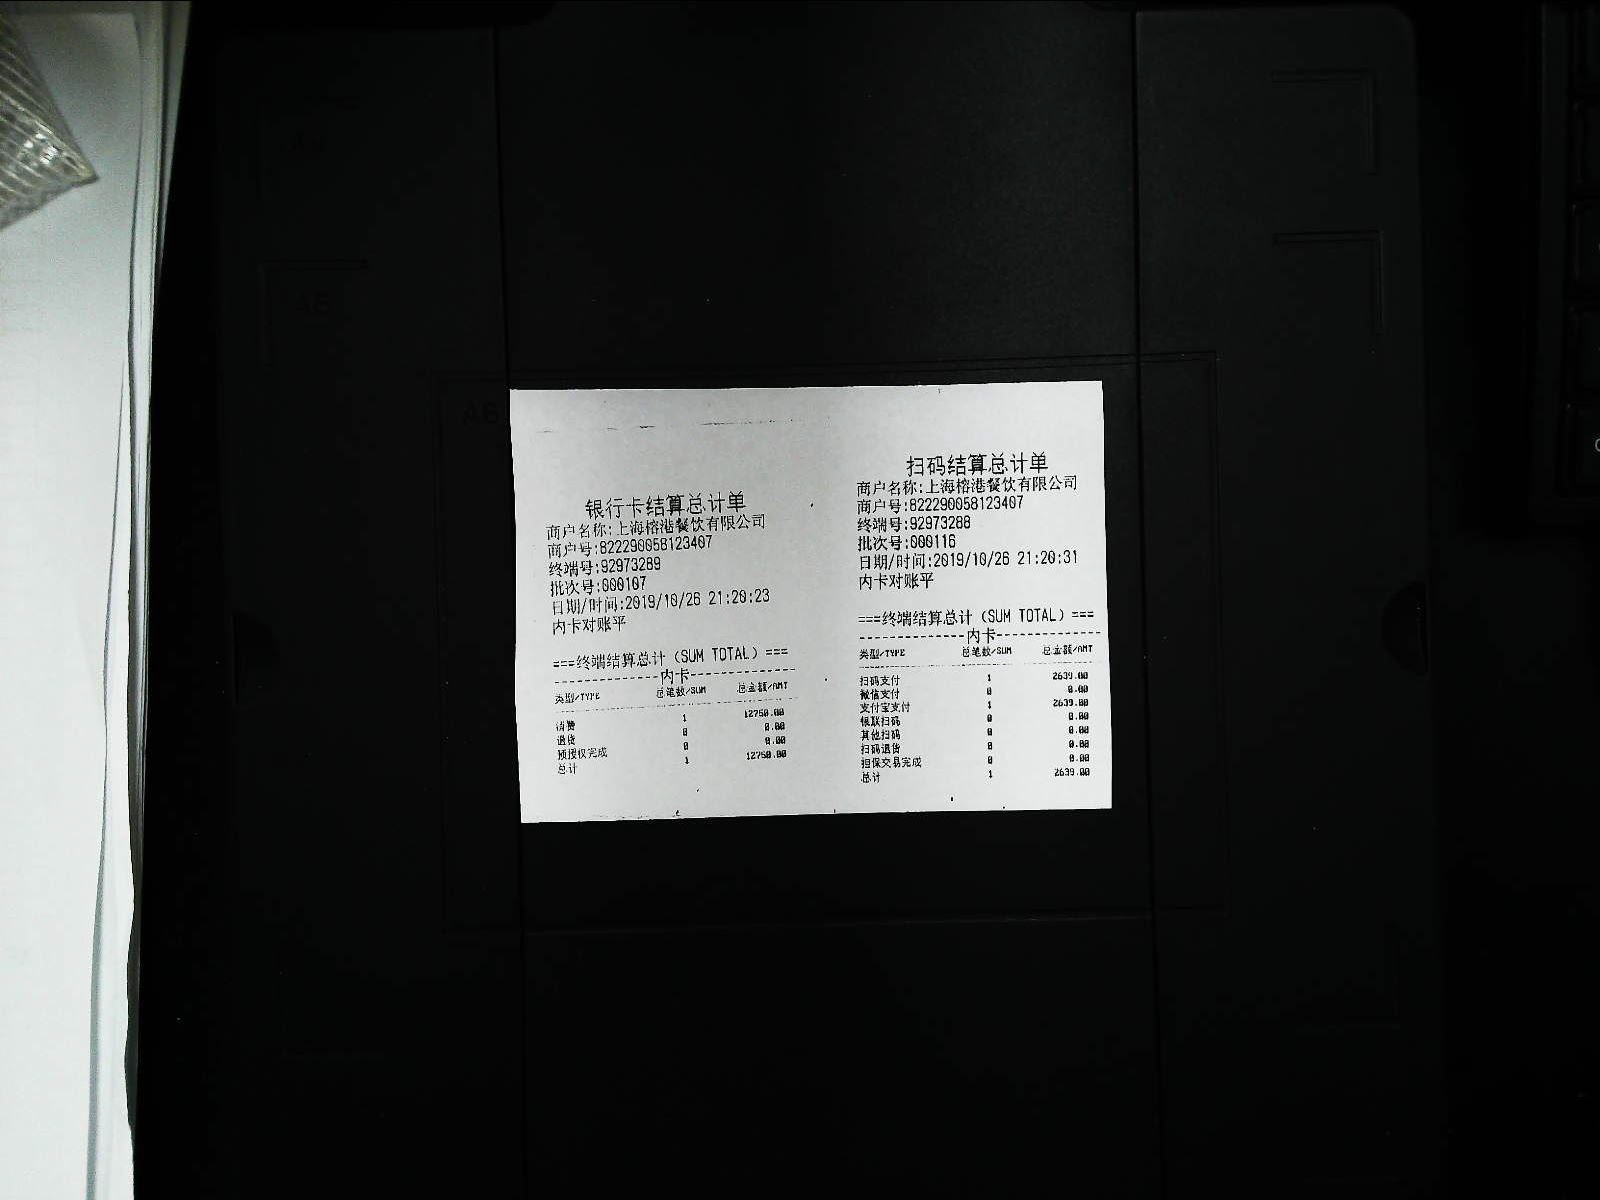 银行卡结算总计单
商户名称:上海榕港餐饮有限公司
商户号:822290058123407
终端号:92973289
批次号:000107
日期/时间:2019/10/26 21:20:23
内卡对账平
===终端结算总计（SUM TOTAL）===
--------------内卡--------------
类型/TYPE 总笔数/SUM 总金额/AMT
消费 1 12750.00
退货 0 0.00
预授权完成 0 0.00
总计 1 12750.00
扫码结算总计单
商户名称:上海榕港餐饮有限公司
商户号:822290058123407
终端号:92973288
批次号:000116
日期/时间:2019/10/26 21:20:31
内卡对账平
===终端结算总计（SUM TOTAL）===
--------------内卡--------------
类型/TYPE 总笔数/SUM 总金额/AMT
扫码支付 1 2639.00
微信支付 0 0.00
支付宝支付 1 2639.00
银联扫码 0 0.00
其他扫码 0 0.00
扫码退货 0 0.00
担保交易完成 0 0.00
总计 1 2639.00
A6
A5